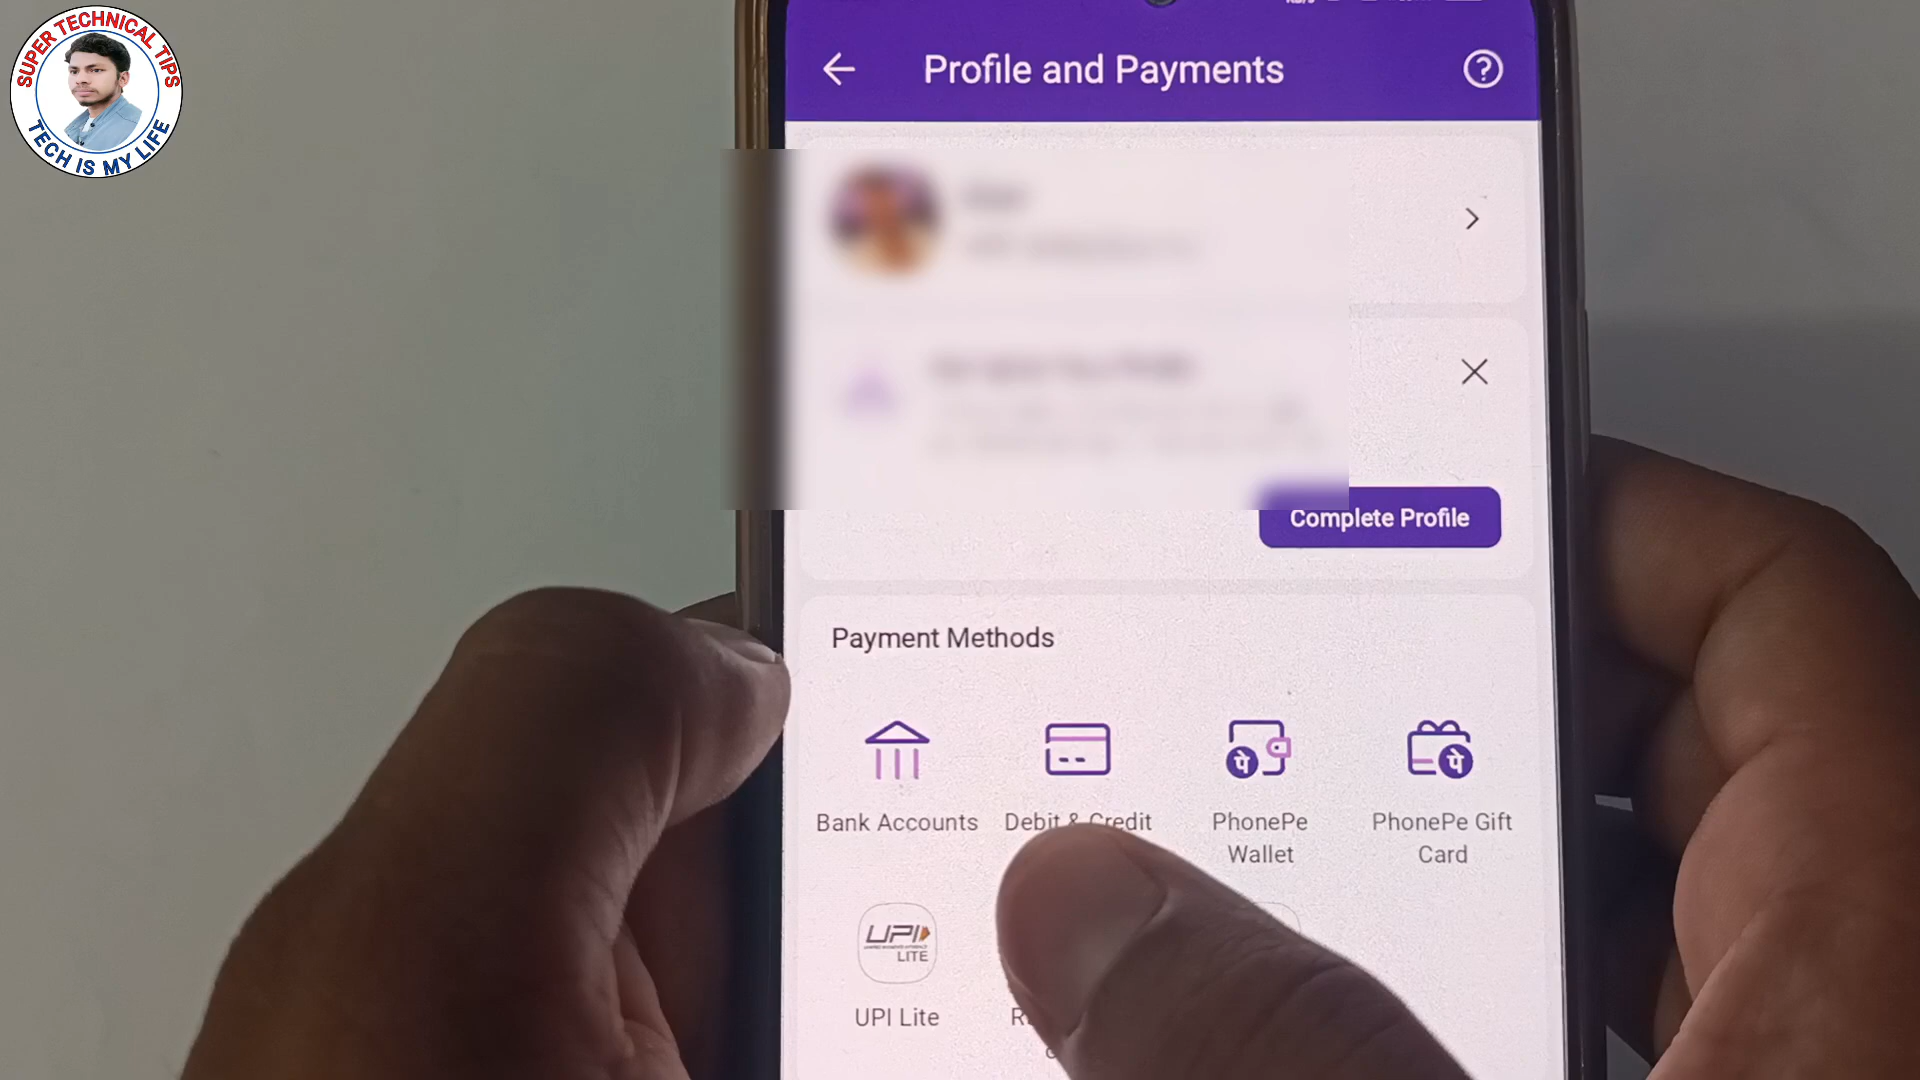 SUPER TECHNICAL TIPS
TECH IS MY LIFE
Profile and Payments
Complete Profile
Payment Methods
Bank Accounts
Debit & Credit
PhonePe
Wallet
PhonePe Gift
Card
पे
पे
UPI
LITE
UPI Lite